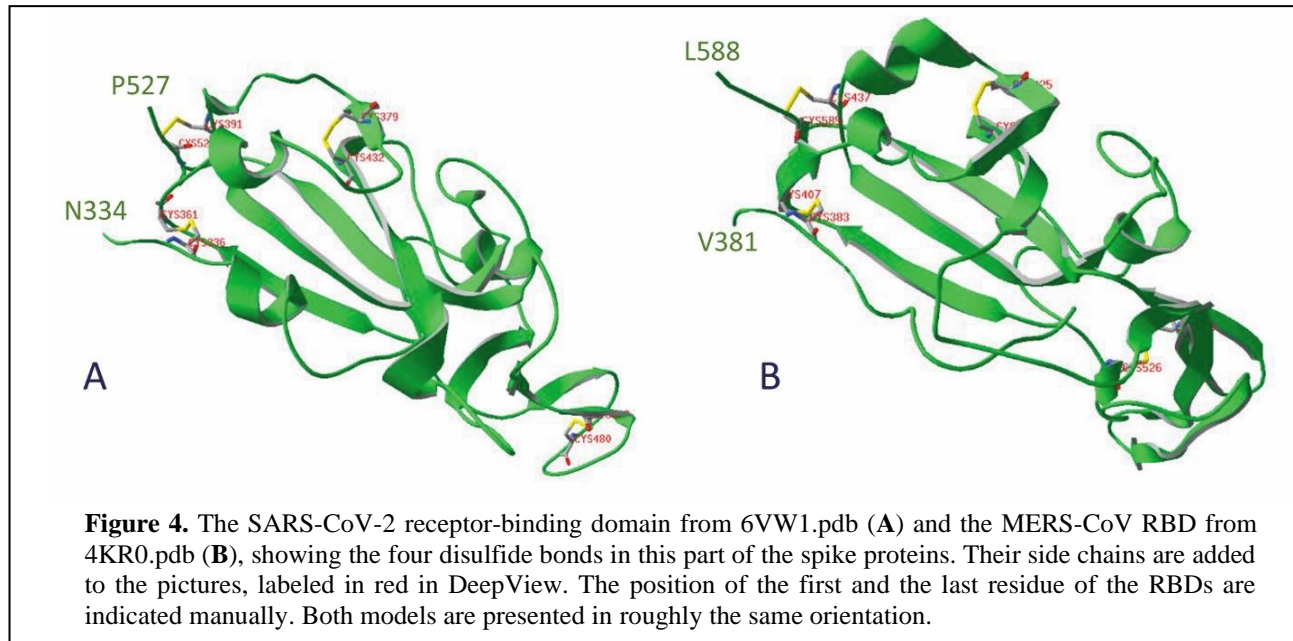 P527
N334
CYS391
CYS379
CYS432
CYS361
CYS480
A
L588
V381
CYS437
CYS407
CYS383
CYS526
B
Figure 4. The SARS-CoV-2 receptor-binding domain from 6VW1.pdb (A) and the MERS-CoV RBD from
4KR0.pdb (B), showing the four disulfide bonds in this part of the spike proteins. Their side chains are added
to the pictures, labeled in red in DeepView. The position of the first and the last residue of the RBDs are
indicated manually. Both models are presented in roughly the same orientation.